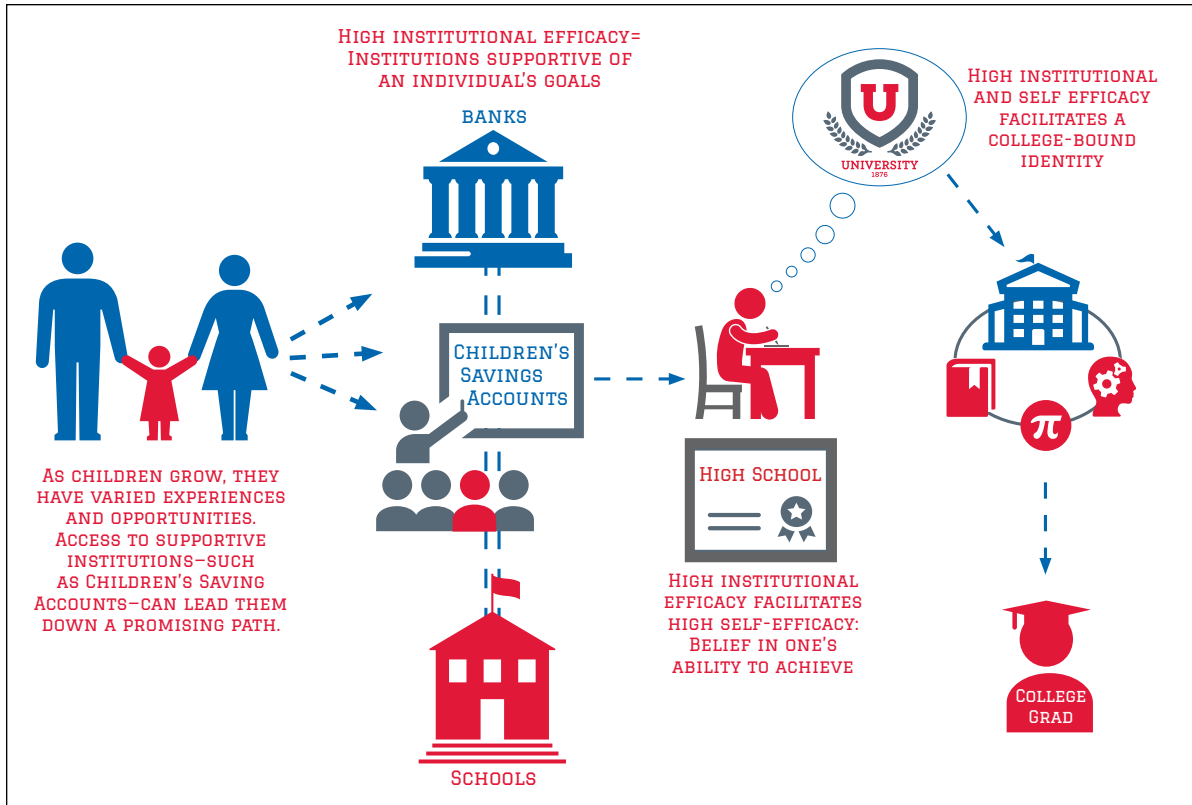 High institutional efficacy=
Institutions supportive of
an individual's goals
banks
As children grow, they
have varied experiences
and opportunities.
Access to supportive
institutions—such
as Children's Saving
Accounts—can lead them
down a promising path.
Children's
Savings
Accounts
Schools
High School
High institutional
efficacy facilitates
high self-efficacy:
Belief in one's
ability to achieve
U
UNIVERSITY
1876
High institutional
and self efficacy
facilitates a
college-bound
identity
π
College
Grad